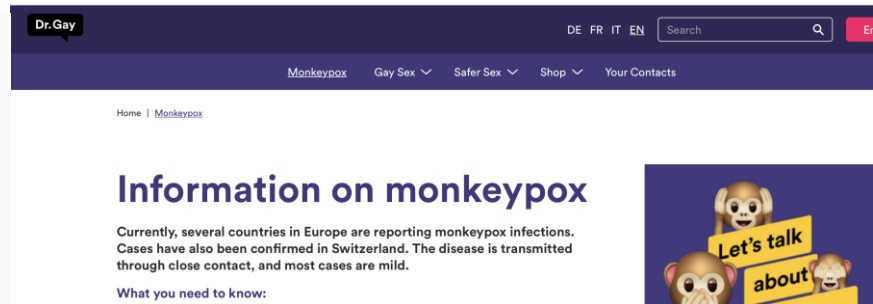 Dr.Gay
DE FR IT EN Search
Monkeypox Gay Sex Safer Sex Shop Your Contacts
Home | Monkeypox
Information on monkeypox
Currently, several countries in Europe are reporting monkeypox infections.
Cases have also been confirmed in Switzerland. The disease is transmitted
through close contact, and most cases are mild.
What you need to know:
Let's talk
about